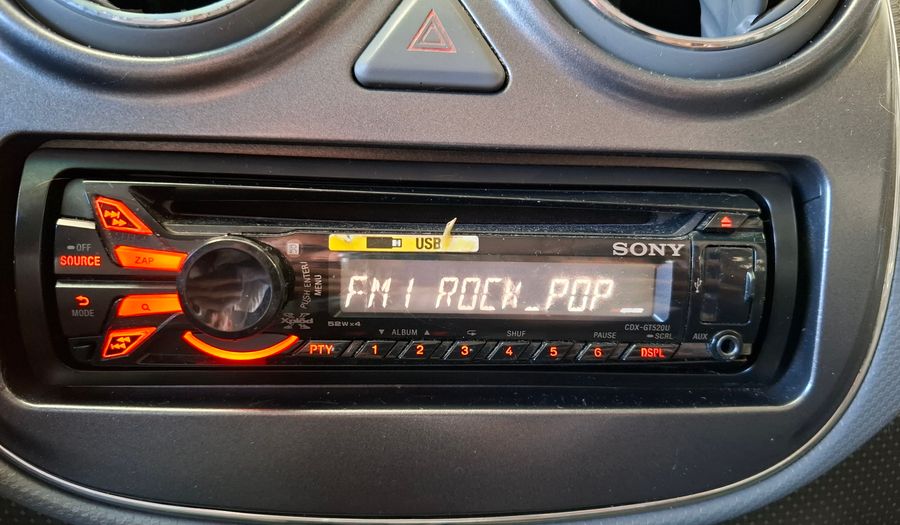 USB
SONY
OFF
SOURCE
ZAP
PUSH ENTER/
MENU
MODE
FM1 ROCK_POP_
Xplod
52W×4
CDX-GT520U
ALBUM
SHUF
PAUSE
SCRL
AUX
PTY
1
2
3
4
5
6
DSPL